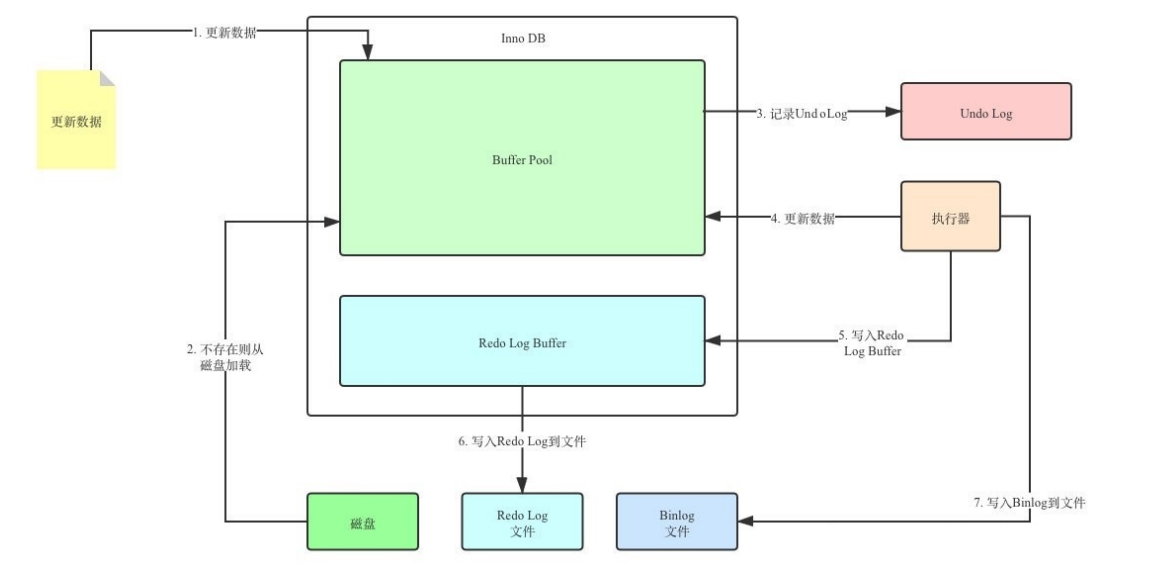 1. 更新数据
Inno DB
更新数据
Buffer Pool
3. 记录UndoLog
Undo Log
4. 更新数据
执行器
2. 不存在则从
磁盘加载
Redo Log Buffer
5. 写入Redo
Log Buffer
6. 写入Redo Log到文件
7. 写入Binlog到文件
磁盘
Redo Log
文件
Binlog
文件